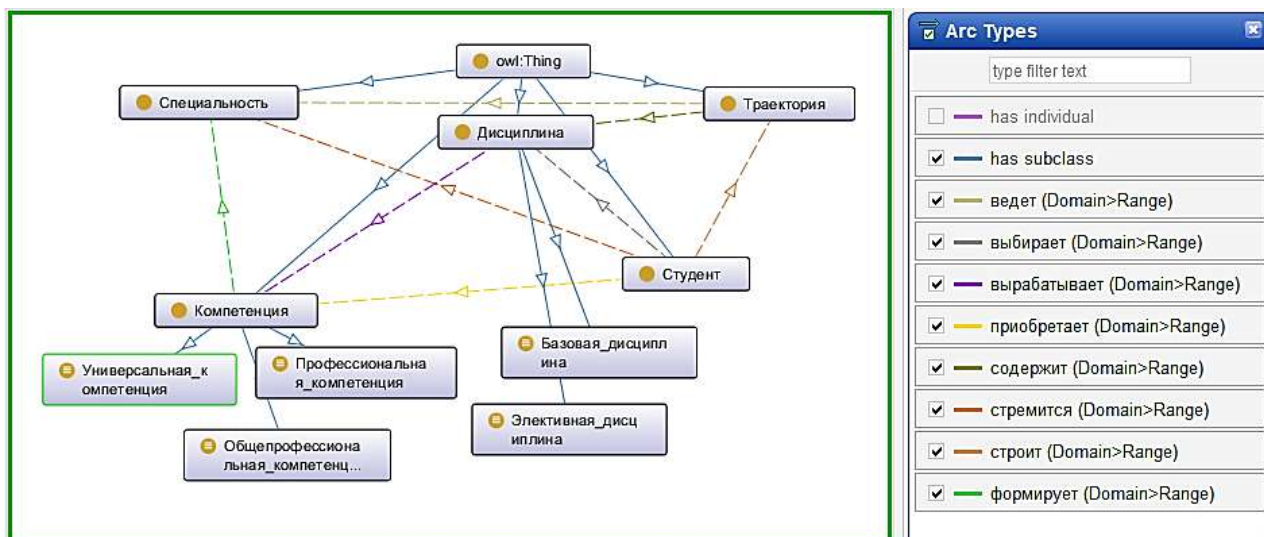 owl:Thing
Специальность
Траектория
Дисциплина
Студент
Компетенция
Универсальная_к
омпетенция
Профессиональна
я_компетенция
Общепрофессиона
льная_компетенц...
Базовая_дисципл
ина
Элективная_дисц
иплина
Arc Types
type filter text
has individual
has subclass
ведет (Domain>Range)
выбирает (Domain>Range)
вырабатывает (Domain>Range)
приобретает (Domain>Range)
содержит (Domain>Range)
стремится (Domain>Range)
строит (Domain>Range)
формирует (Domain>Range)